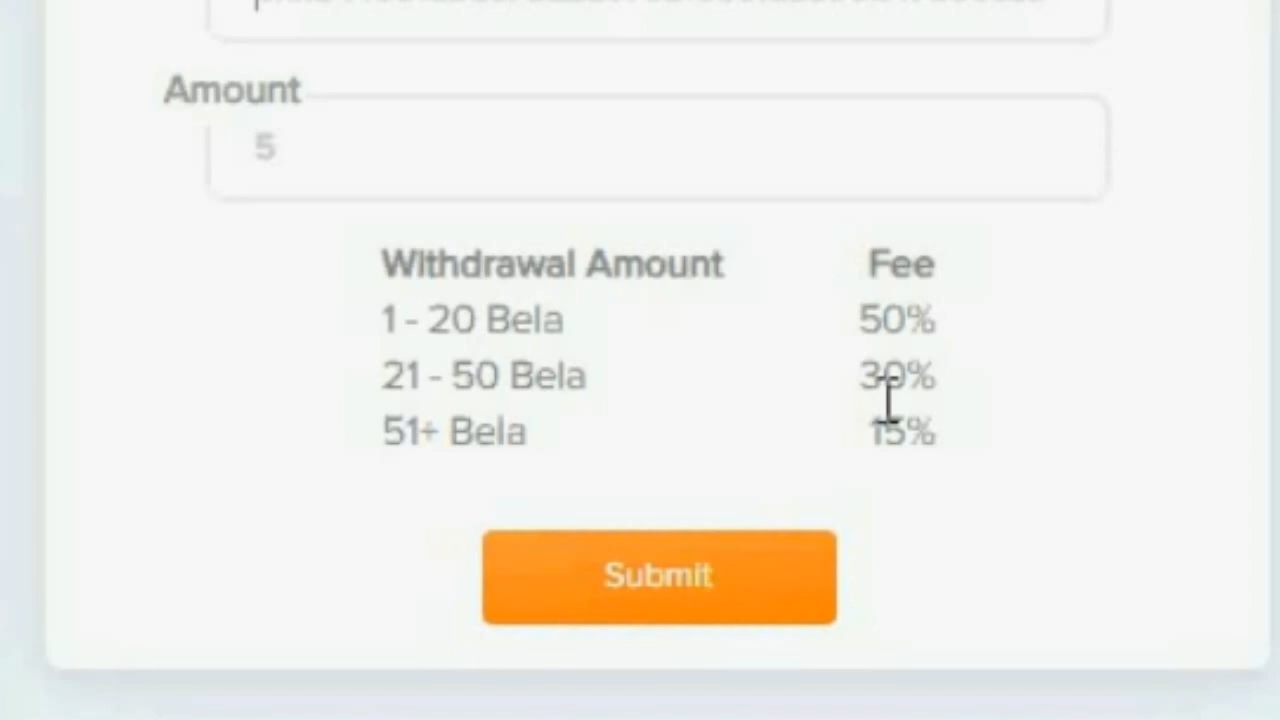 Amount
5
Withdrawal Amount Fee
1 - 20 Bela 50%
21 - 50 Bela 30%
51+ Bela 15%
Submit